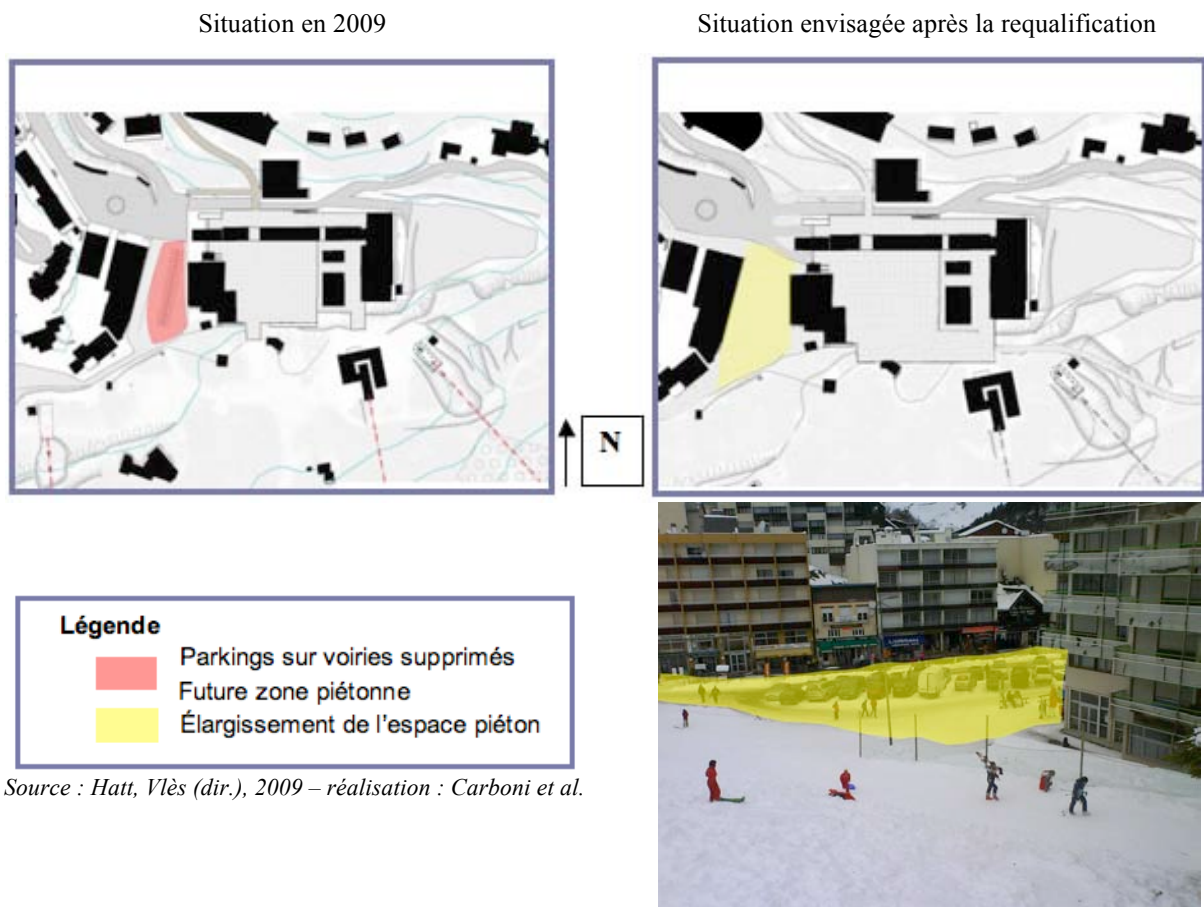 Situation en 2009
Situation envisagée après la requalification
N
Légende
Parkings sur voiries supprimés
Future zone piétonne
Élargissement de l'espace piéton
Source : Hatt, Vlès (dir.), 2009 – réalisation : Carboni et al.